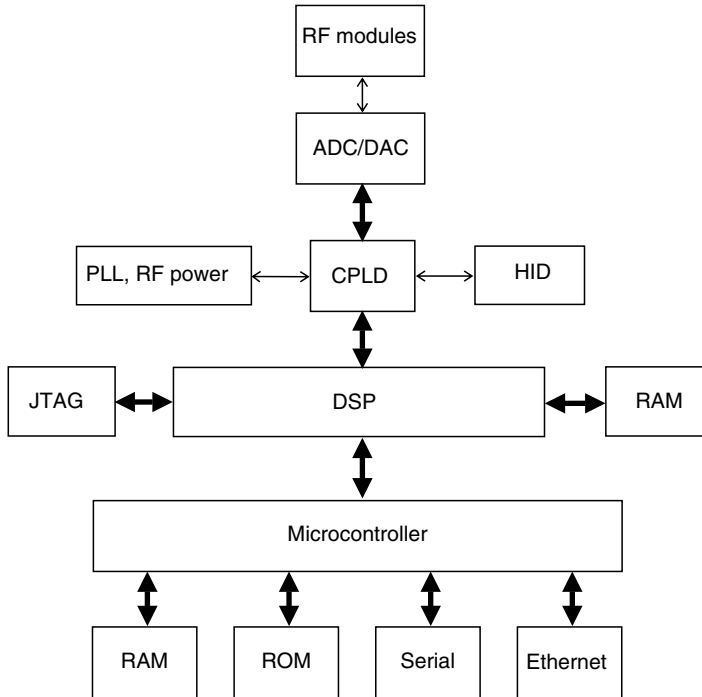 RF modules
ADC/DAC
PLL, RF power
CPLD
HID
JTAG
DSP
RAM
Microcontroller
RAM
ROM
Serial
Ethernet